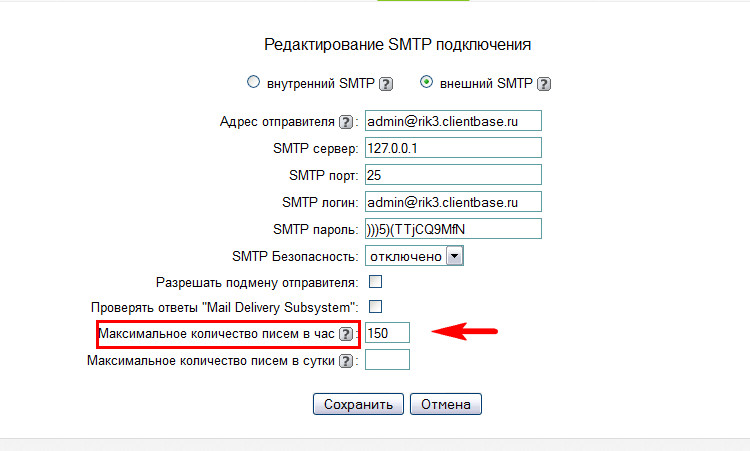 Редактирование SMTP подключения
внутренний SMTP ? внешний SMTP ?
Адрес отправителя ? : admin@rik3.clientbase.ru
SMTP сервер: 127.0.0.1
SMTP порт: 25
SMTP логин: admin@rik3.clientbase.ru
SMTP пароль: )))5)(TTjCQ9MfN
SMTP Безопасность: отключено
Разрешать подмену отправителя:
Проверять ответы "Mail Delivery Subsystem":
Максимальное количество писем в час ? : 150
Максимальное количество писем в сутки ? :
Сохранить Отмена